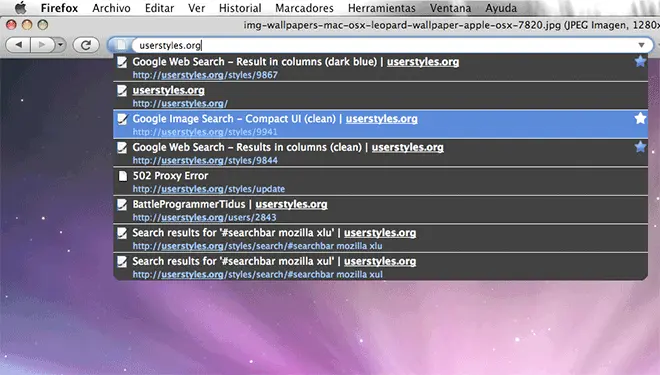 Firefox Archivo Editar Ver Historial Marcadores Herramientas Ventana Ayuda
img-wallpapers-mac-osx-leopard-wallpaper-apple-osx-7820.jpg (JPEG Imagen, 1280x
userstyles.org
Google Web Search – Result in columns (dark blue) | userstyles.org
http://userstyles.org/styles/9867
userstyles.org
http://userstyles.org/
Google Image Search – Compact UI (clean) | userstyles.org
http://userstyles.org/styles/9941
Google Web Search – Results in columns (clean) | userstyles.org
http://userstyles.org/styles/9844
502 Proxy Error
http://userstyles.org/styles/update
BattleProgrammerTidus | userstyles.org
http://userstyles.org/users/2843
Search results for '#searchbar mozilla xlu' | userstyles.org
http://userstyles.org/styles/search/#searchbar mozilla xlu
Search results for '#searchbar mozilla xul' | userstyles.org
http://userstyles.org/styles/search/#searchbar mozilla xul